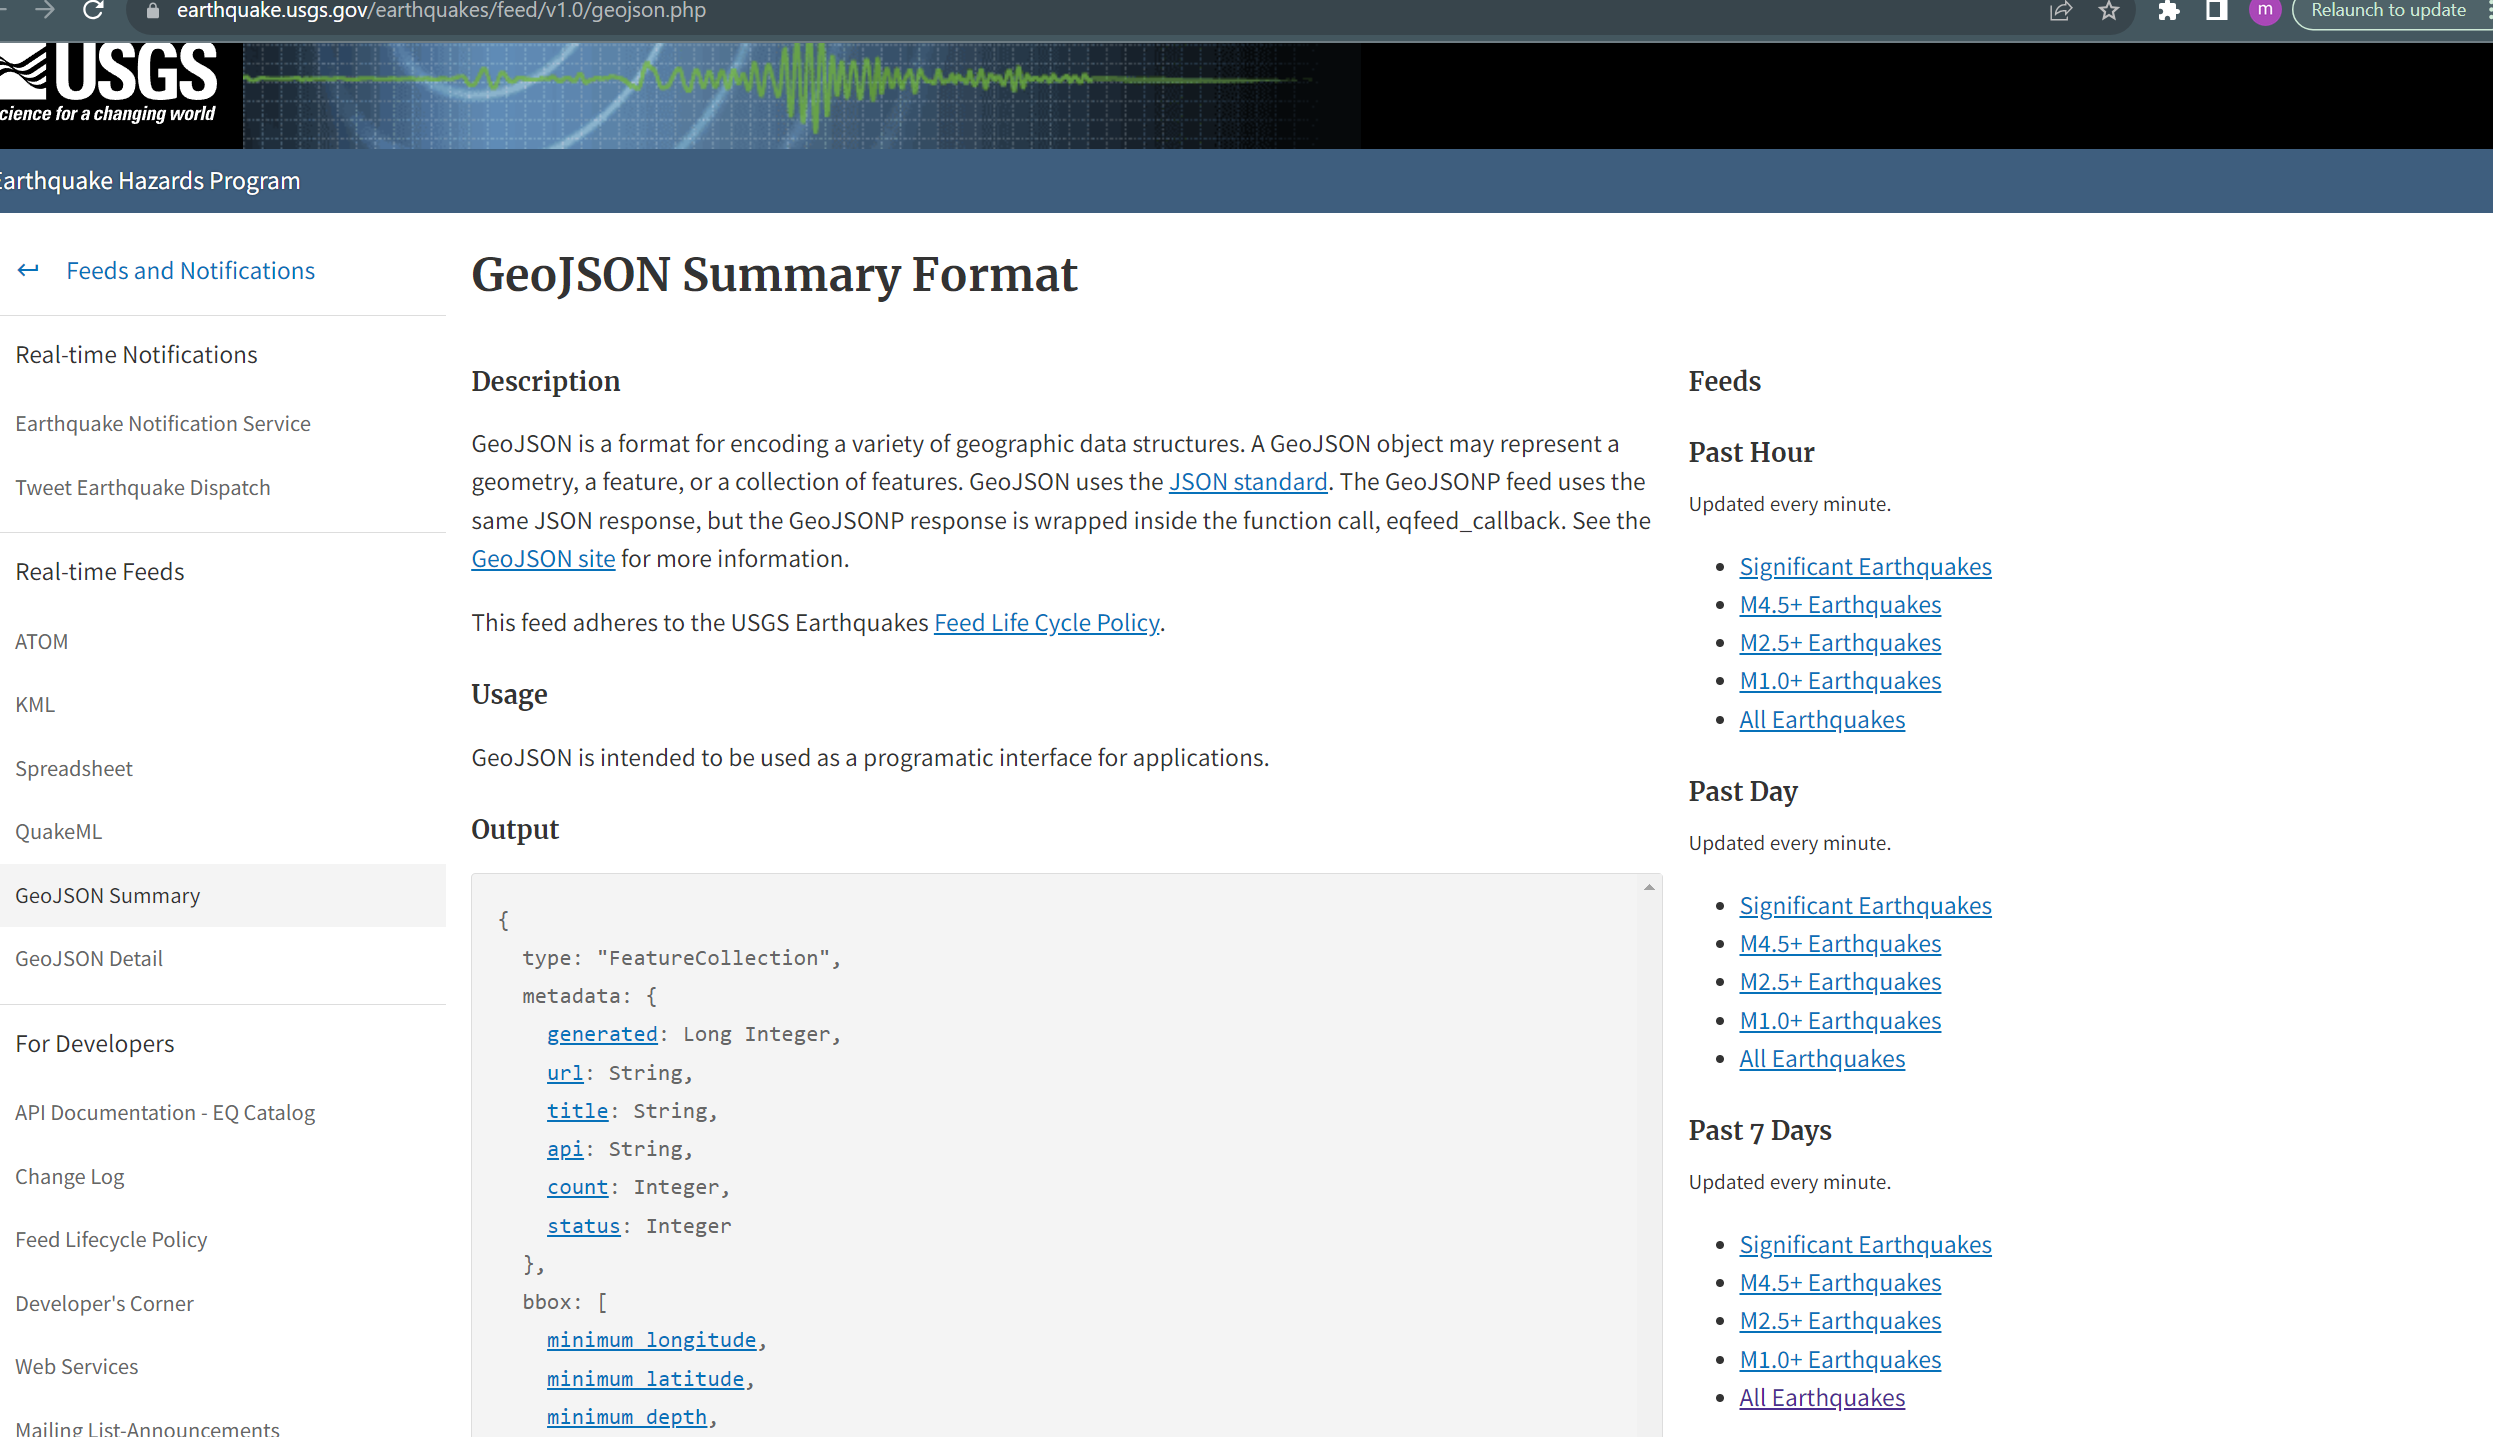 earthquake.usgs.gov/earthquakes/feed/v1.0/geojson.php
m
Relaunch to update
USGS
cience for a changing world
Earthquake Hazards Program
Feeds and Notifications
Real-time Notifications
Earthquake Notification Service
Tweet Earthquake Dispatch
Real-time Feeds
ATOM
KML
Spreadsheet
QuakeML
GeoJSON Summary
GeoJSON Detail
For Developers
API Documentation - EQ Catalog
Change Log
Feed Lifecycle Policy
Developer's Corner
Web Services
Mailing List-Announcements
GeoJSON Summary Format
Description
GeoJSON is a format for encoding a variety of geographic data structures. A GeoJSON object may represent a
geometry, a feature, or a collection of features. GeoJSON uses the JSON standard. The GeoJSONP feed uses the
same JSON response, but the GeoJSONP response is wrapped inside the function call, eqfeed_callback. See the
GeoJSON site for more information.
This feed adheres to the USGS Earthquakes Feed Life Cycle Policy.
Usage
GeoJSON is intended to be used as a programatic interface for applications.
Output
{
type: "FeatureCollection",
metadata: {
generated: Long Integer,
url: String,
title: String,
api: String,
count: Integer,
status: Integer
},
bbox: [
minimum longitude,
minimum latitude,
minimum depth,
Feeds
Past Hour
Updated every minute.
• Significant Earthquakes
• M4.5+ Earthquakes
• M2.5+ Earthquakes
• M1.0+ Earthquakes
• All Earthquakes
Past Day
Updated every minute.
• Significant Earthquakes
• M4.5+ Earthquakes
• M2.5+ Earthquakes
• M1.0+ Earthquakes
• All Earthquakes
Past 7 Days
Updated every minute.
• Significant Earthquakes
• M4.5+ Earthquakes
• M2.5+ Earthquakes
• M1.0+ Earthquakes
• All Earthquakes